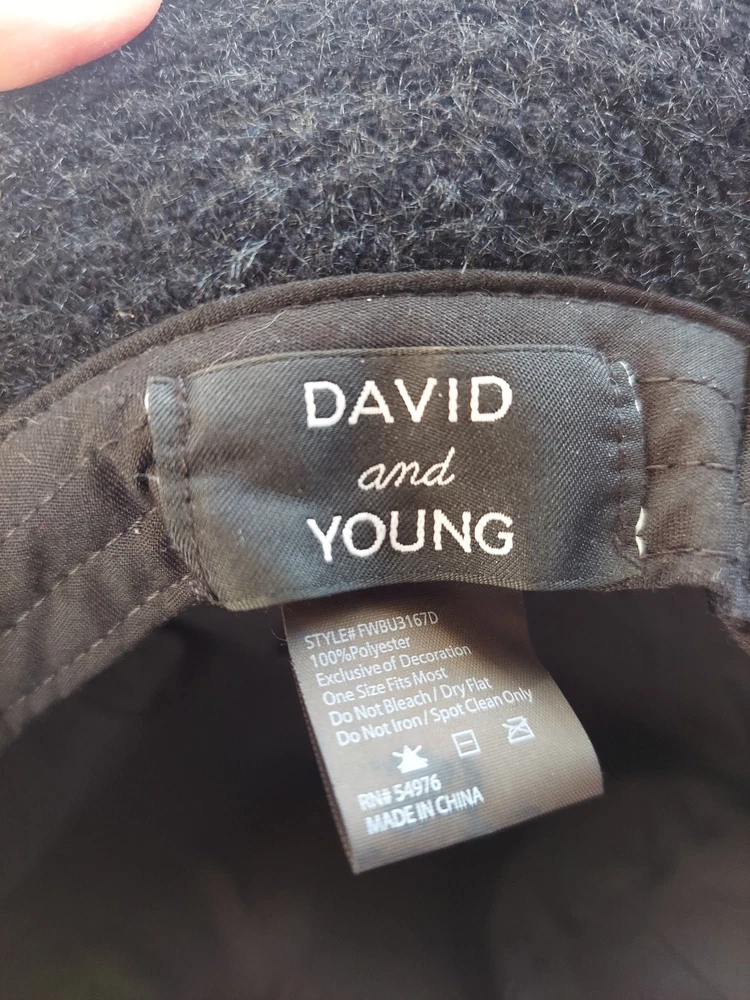 DAVID
and
YOUNG
STYLE# FWBU3167D
100%Polyester
Exclusive of Decoration
One Size Fits Most
Do Not Bleach / Dry Flat
Do Not Iron / Spot Clean Only
RN# 54976
MADE IN CHINA